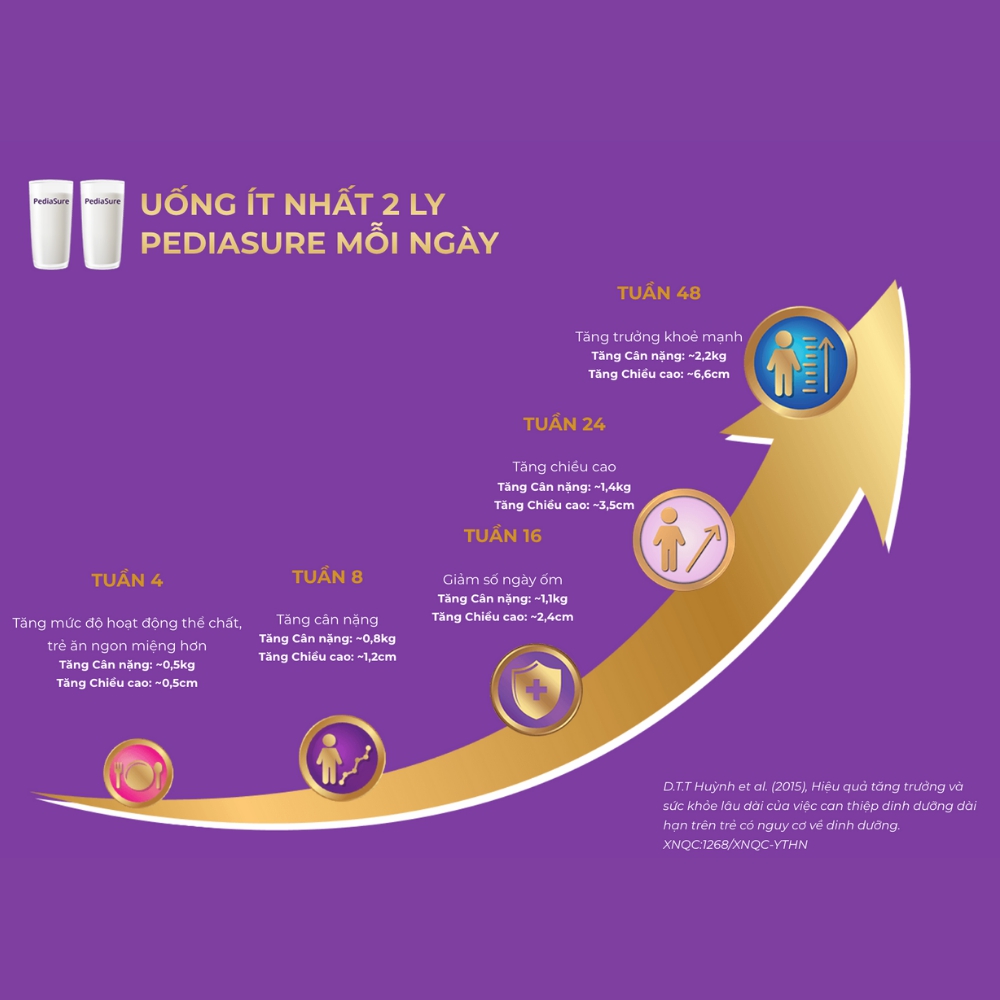 PediaSure PediaSure
UỐNG ÍT NHẤT 2 LY
PEDIASURE MỖI NGÀY
TUẦN 48
Tăng trưởng khoẻ mạnh
Tăng Cân nặng: ~2,2kg
Tăng Chiều cao: ~6,6cm
TUẦN 24
Tăng chiều cao
Tăng Cân nặng: ~1,4kg
Tăng Chiều cao: ~3,5cm
TUẦN 16
Giảm số ngày ốm
Tăng Cân nặng: ~1,1kg
Tăng Chiều cao: ~2,4cm
TUẦN 8
Tăng cân nặng
Tăng Cân nặng: ~0,8kg
Tăng Chiều cao: ~1,2cm
TUẦN 4
Tăng mức độ hoạt động thể chất,
trẻ ăn ngon miệng hơn
Tăng Cân nặng: ~0,5kg
Tăng Chiều cao: ~0,5cm
D.T.T Huỳnh et al. (2015), Hiệu quả tăng trưởng và
sức khỏe lâu dài của việc can thiệp dinh dưỡng dài
hạn trên trẻ có nguy cơ về dinh dưỡng.
XNQC:1268/XNQC-YTHN